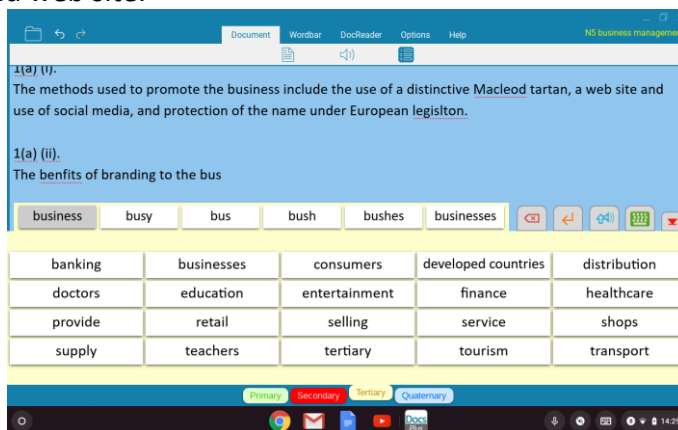 Document Wordbar DocReader Options Help N5 business manageme
1(a) (i).
The methods used to promote the business include the use of a distinctive Macleod tartan, a web site and
use of social media, and protection of the name under European legislton.
1(a) (ii).
The benfits of branding to the bus
business busy bus bush bushes businesses
banking businesses consumers developed countries distribution
doctors education entertainment finance healthcare
provide retail selling service shops
supply teachers tertiary tourism transport
Primary Secondary Tertiary Quaternary
Docs Plus 14:2